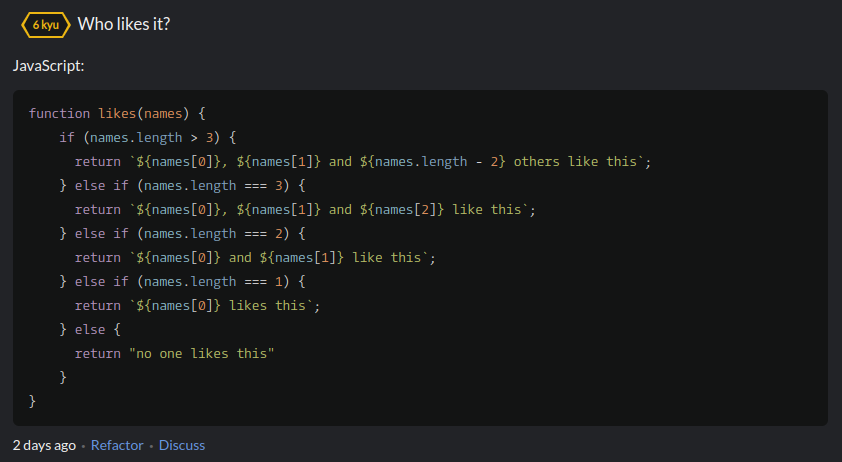 6 kyu Who likes it?
JavaScript:
function likes(names) {
    if (names.length > 3) {
      return `${names[0]}, ${names[1]} and ${names.length - 2} others like this`;
    } else if (names.length === 3) {
      return `${names[0]}, ${names[1]} and ${names[2]} like this`;
    } else if (names.length === 2) {
      return `${names[0]} and ${names[1]} like this`;
    } else if (names.length === 1) {
      return `${names[0]} likes this`;
    } else {
      return "no one likes this"
    }
}
2 days ago · Refactor · Discuss